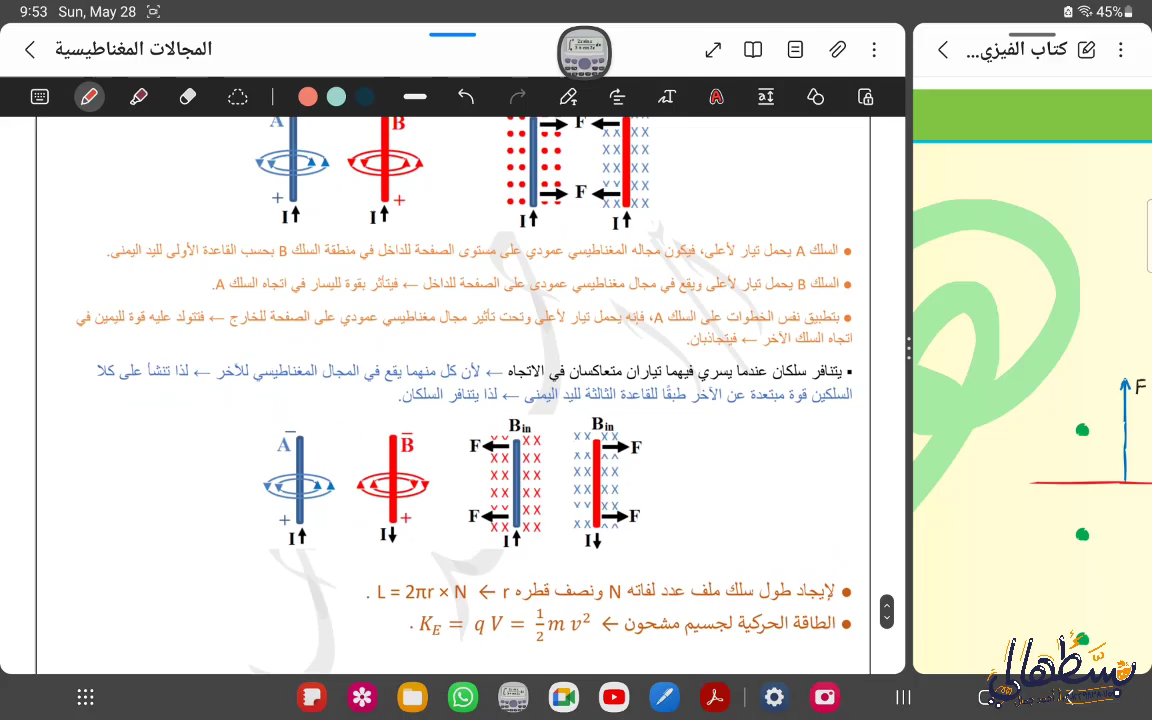 9:53 Sun, May 28
45%
المجالات المغناطيسية
كتاب الفيزي...
A B F
F
+ +
I I I I
السلك A يحمل تيار لأعلى، فيكون مجاله المغناطيسي عمودي على مستوى الصفحة للداخل في منطقة السلك B بحسب القاعدة الأولى لليد اليمنى.
السلك B يحمل تيار لأعلى ويقع في مجال مغناطيسي عمودي على الصفحة للداخل ← فيتأثر بقوة لليسار في اتجاه السلك A.
بتطبيق نفس الخطوات على السلك A، فإنه يحمل تيار لأعلى وتحت تأثير مجال مغناطيسي عمودي على الصفحة للخارج ← فتتولد عليه قوة لليمين في
اتجاه السلك الآخر ← فيتجاذبان.
يتنافر سلكان عندما يسري فيهما تياران متعاكسان في الاتجاه ← لأن كل منهما يقع في المجال المغناطيسي للآخر ← لذا تنشأ على كلا
السلكين قوة مبتعدة عن الآخر طبقًا للقاعدة الثالثة لليد اليمنى ← لذا يتنافر السلكان.
Bin Bin
A B F F
F F
+ +
I I I I
لإيجاد طول سلك ملف عدد لفاته N ونصف قطره r ← L = 2πr × N .
الطاقة الحركية لجسيم مشحون ← K_E = q V = 1/2 m v² .
F